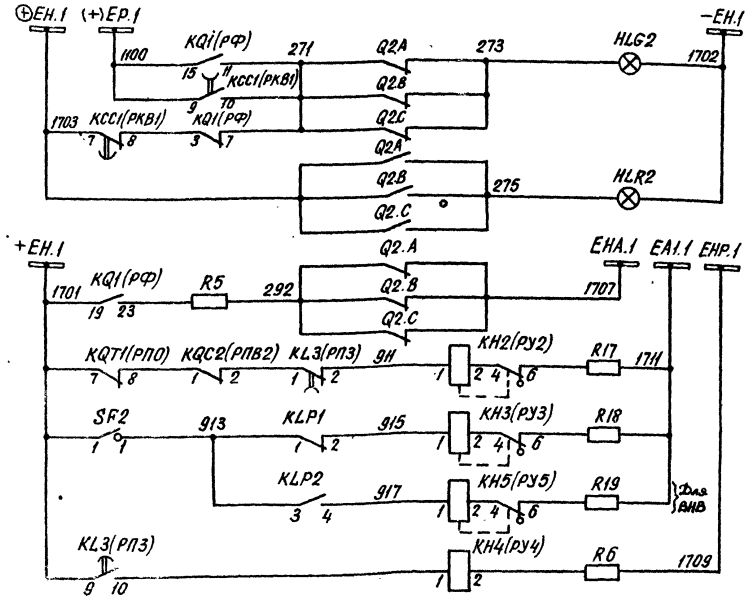 ⊕EH.1 (+)EP.1 -EH.1
1100 KQ1(РФ) 271 Q2A 273 HLG2 1702
15 11
KCC1(РКВ1) Q2.B
9 10
1703 KCC1(РКВ1) KQ1(РФ) Q2.C
7 8 3 7
Q2A
Q2.B 275 HLR2
Q2.C
+EH.1 Q2.A EHA.1 EA1.1 EHP.1
1701 KQ1(РФ) R5 292 Q2.B 1707
19 23
Q2.C
KQT1(РПО) KQC2(РПВ2) KL3(РП3) 911 KH2(РУ2) R17 1711
7 8 1 2 1 2 1 2 4 6
SF2 913 KLP1 915 KH3(РУ3) R18
1 1 1 2 1 2 4 6
KLP2 917 KH5(РУ5) R19 Для
ВНВ
3 4 1 2 4 6
KL3(РП3) KH4(РУ4) R6 1709
9 10 1 2